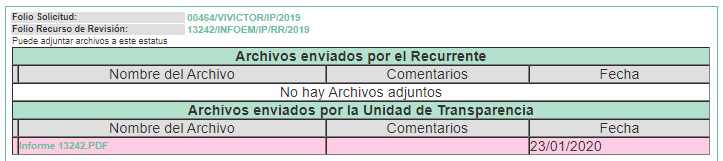 Folio Solicitud: 00464/VIVICTOR/IP/2019
Folio Recurso de Revisión: 13242/INFOEM/IP/RR/2019
Puede adjuntar archivos a este estatus
Archivos enviados por el Recurrente
Nombre del Archivo Comentarios Fecha
No hay Archivos adjuntos
Archivos enviados por la Unidad de Transparencia
Nombre del Archivo Comentarios Fecha
Informe 13242.PDF 23/01/2020